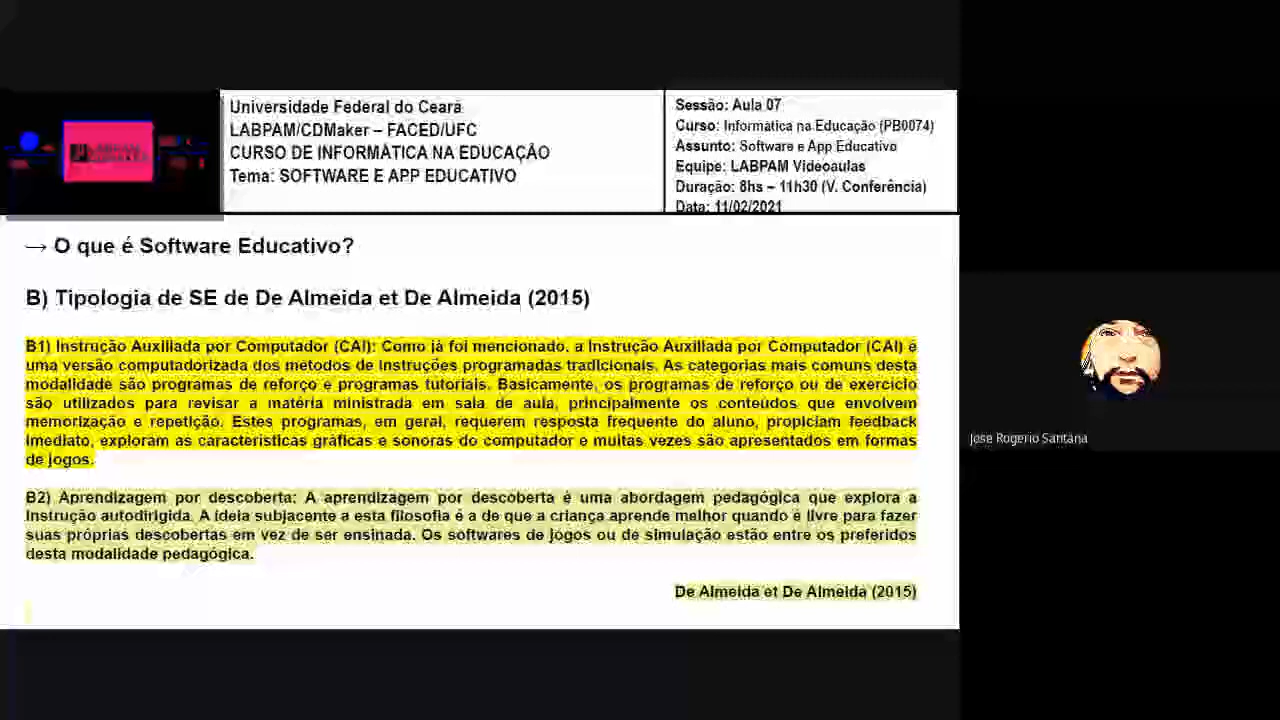 Universidade Federal do Ceará
LABPAM/CDMaker – FACED/UFC
CURSO DE INFORMÁTICA NA EDUCAÇÃO
Tema: SOFTWARE E APP EDUCATIVO
Sessão: Aula 07
Curso: Informática na Educação (PB0074)
Assunto: Software e App Educativo
Equipe: LABPAM Videoaulas
Duração: 8hs – 11h30 (V. Conferência)
Data: 11/02/2021
→ O que é Software Educativo?
B) Tipologia de SE de De Almeida et De Almeida (2015)
B1) Instrução Auxiliada por Computador (CAI): Como já foi mencionado, a Instrução Auxiliada por Computador (CAI) é
uma versão computadorizada dos métodos de instruções programadas tradicionais. As categorias mais comuns desta
modalidade são programas de reforço e programas tutoriais. Basicamente, os programas de reforço ou de exercício
são utilizados para revisar a matéria ministrada em sala de aula, principalmente os conteúdos que envolvem
memorização e repetição. Estes programas, em geral, requerem resposta frequente do aluno, propiciam feedback
imediato, exploram as características gráficas e sonoras do computador e muitas vezes são apresentados em formas
de jogos.
B2) Aprendizagem por descoberta: A aprendizagem por descoberta é uma abordagem pedagógica que explora a
instrução autodirigida. A ideia subjacente a esta filosofia é a de que a criança aprende melhor quando é livre para fazer
suas próprias descobertas em vez de ser ensinada. Os softwares de jogos ou de simulação estão entre os preferidos
desta modalidade pedagógica.
De Almeida et De Almeida (2015)
Jose Rogerio Santana